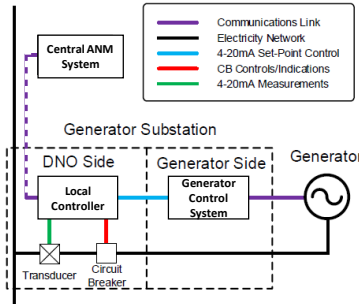 Central ANM
System
Communications Link
Electricity Network
4-20mA Set-Point Control
CB Controls/Indications
4-20mA Measurements
Generator Substation
DNO Side
Generator Side
Generator
Local
Controller
Generator
Control
System
Transducer
Circuit
Breaker